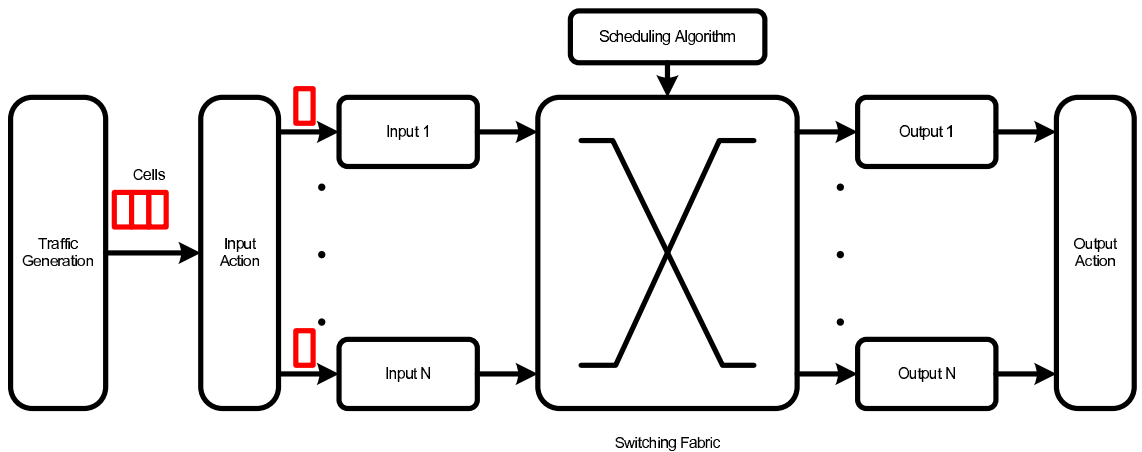 Scheduling Algorithm
Cells
Traffic
Generation
Input
Action
Input 1
Input N
Output 1
Output N
Output
Action
Switching Fabric